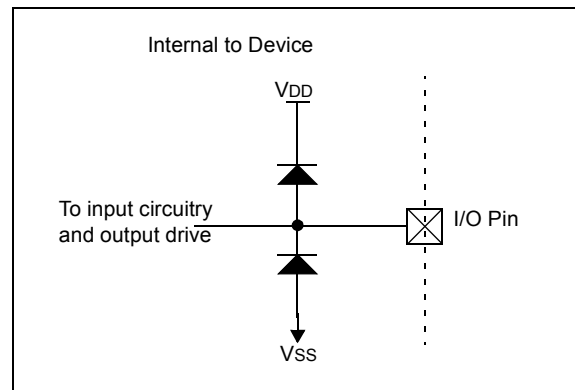 Internal to Device
VDD
To input circuitry
and output drive
I/O Pin
VSS